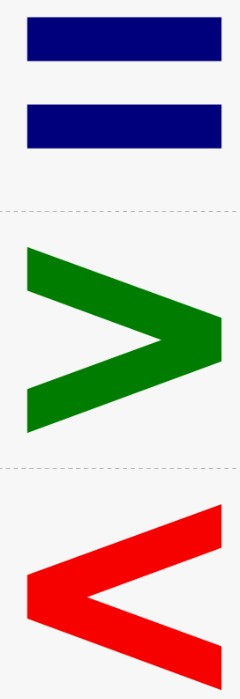 =
>
<